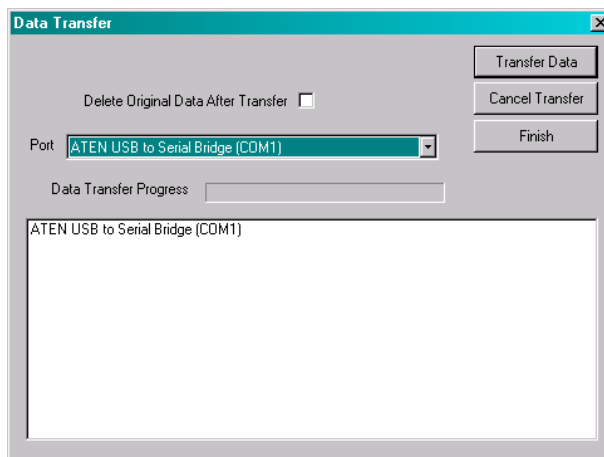 Data Transfer
Transfer Data
Delete Original Data After Transfer
Cancel Transfer
Port
ATEN USB to Serial Bridge (COM1)
Finish
Data Transfer Progress
ATEN USB to Serial Bridge (COM1)